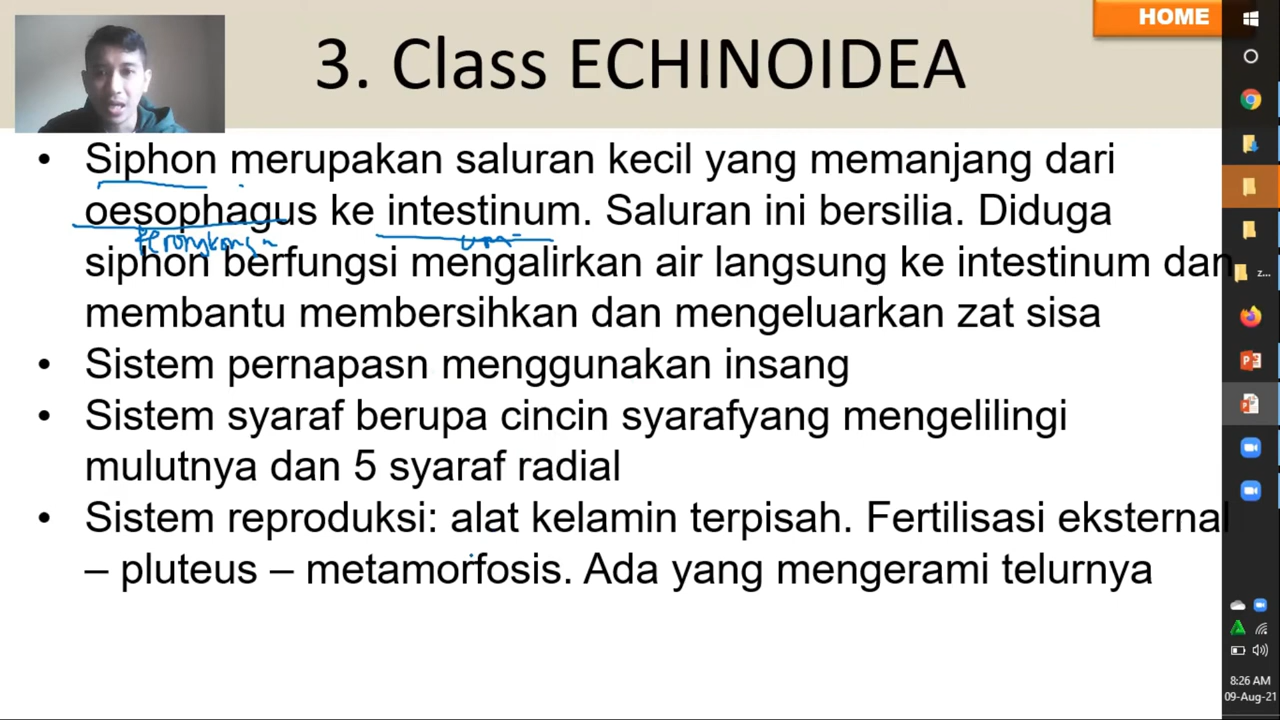 HOME
3. Class ECHINOIDEA
• Siphon merupakan saluran kecil yang memanjang dari
oesophagus ke intestinum. Saluran ini bersilia. Diduga
kerongkongan usus
siphon berfungsi mengalirkan air langsung ke intestinum dan
membantu membersihkan dan mengeluarkan zat sisa
• Sistem pernapasn menggunakan insang
• Sistem syaraf berupa cincin syarafyang mengelilingi
mulutnya dan 5 syaraf radial
• Sistem reproduksi: alat kelamin terpisah. Fertilisasi eksternal
– pluteus – metamorfosis. Ada yang mengerami telurnya
z...
8:26 AM
09-Aug-21